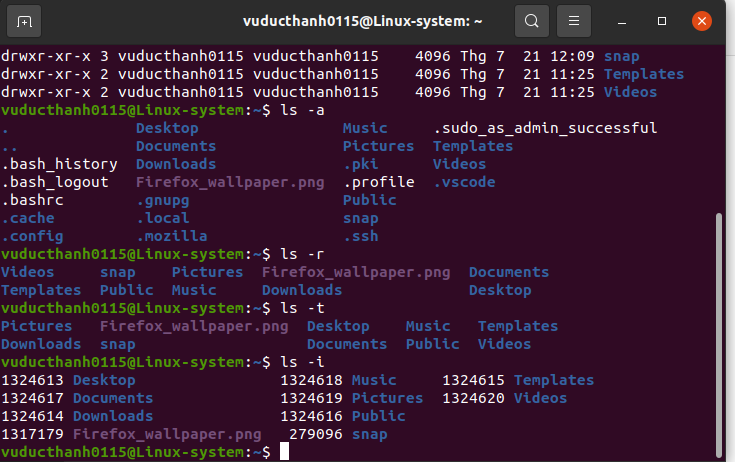 vuducthanh0115@Linux-system: ~
drwxr-xr-x 3 vuducthanh0115 vuducthanh0115    4096 Thg 7  21 12:09 snap
drwxr-xr-x 2 vuducthanh0115 vuducthanh0115    4096 Thg 7  21 11:25 Templates
drwxr-xr-x 2 vuducthanh0115 vuducthanh0115    4096 Thg 7  21 11:25 Videos
vuducthanh0115@Linux-system:~$ ls -a
.              Desktop                Music     .sudo_as_admin_successful
..             Documents              Pictures  Templates
.bash_history  Downloads              .pki      Videos
.bash_logout   Firefox_wallpaper.png  .profile  .vscode
.bashrc        .gnupg                 Public
.cache         .local                 snap
.config        .mozilla               .ssh
vuducthanh0115@Linux-system:~$ ls -r
Videos     snap    Pictures  Firefox_wallpaper.png  Documents
Templates  Public  Music     Downloads              Desktop
vuducthanh0115@Linux-system:~$ ls -t
Pictures   Firefox_wallpaper.png  Desktop    Music   Templates
Downloads  snap                   Documents  Public  Videos
vuducthanh0115@Linux-system:~$ ls -i
1324613 Desktop                1324618 Music     1324615 Templates
1324617 Documents              1324619 Pictures  1324620 Videos
1324614 Downloads              1324616 Public
1317179 Firefox_wallpaper.png   279096 snap
vuducthanh0115@Linux-system:~$